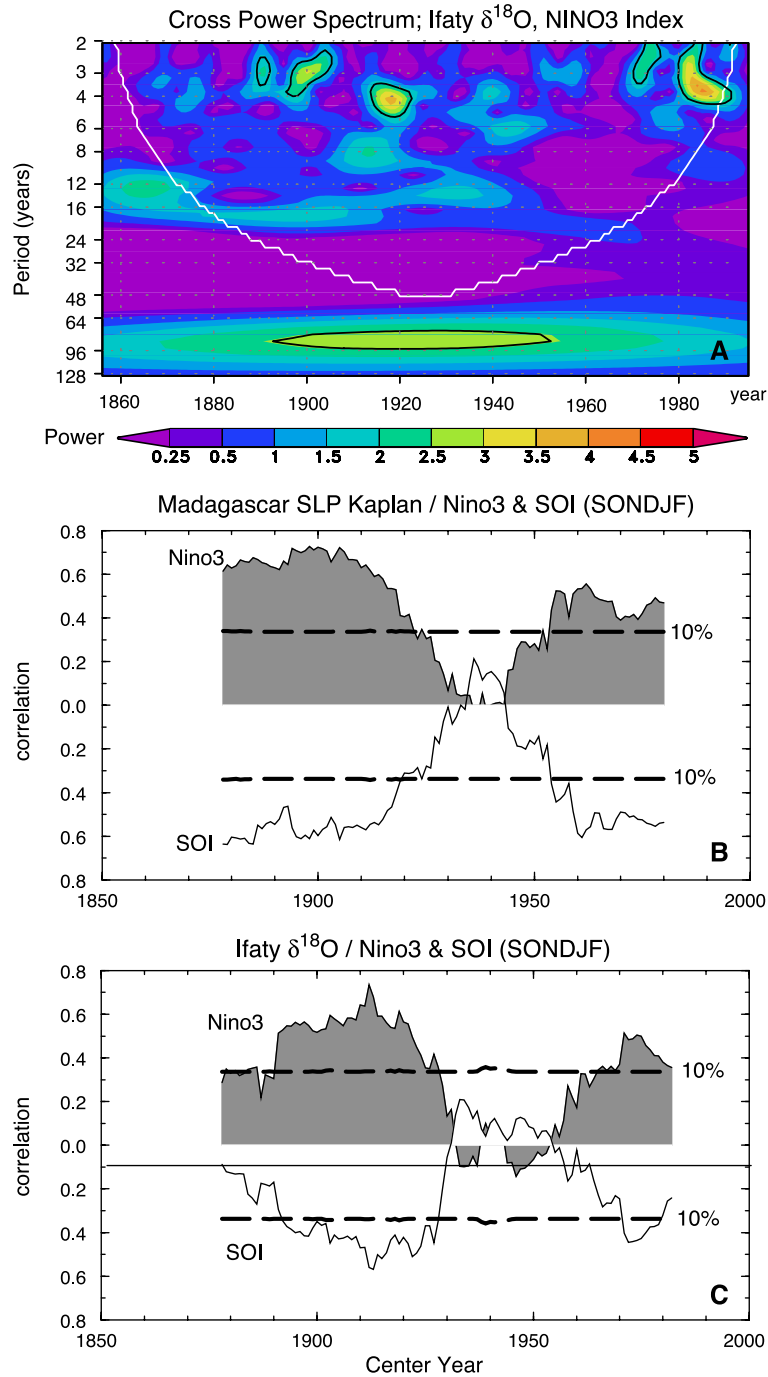 Cross Power Spectrum; Ifaty δ18O, NINO3 Index
2
3
4
6
8
12
16
24
32
48
64
96
128
Period (years)
A
1860 1880 1900 1920 1940 1960 1980 year
Power
0.25 0.5 1 1.5 2 2.5 3 3.5 4 4.5 5
Madagascar SLP Kaplan / Nino3 & SOI (SONDJF)
0.8
0.6
0.4
0.2
0.0
0.2
0.4
0.6
0.8
correlation
Nino3
10%
10%
SOI
B
1850 1900 1950 2000
Ifaty δ18O / Nino3 & SOI (SONDJF)
0.8
0.6
0.4
0.2
0.0
0.2
0.4
0.6
0.8
correlation
Nino3
10%
10%
SOI
C
1850 1900 1950 2000
Center Year